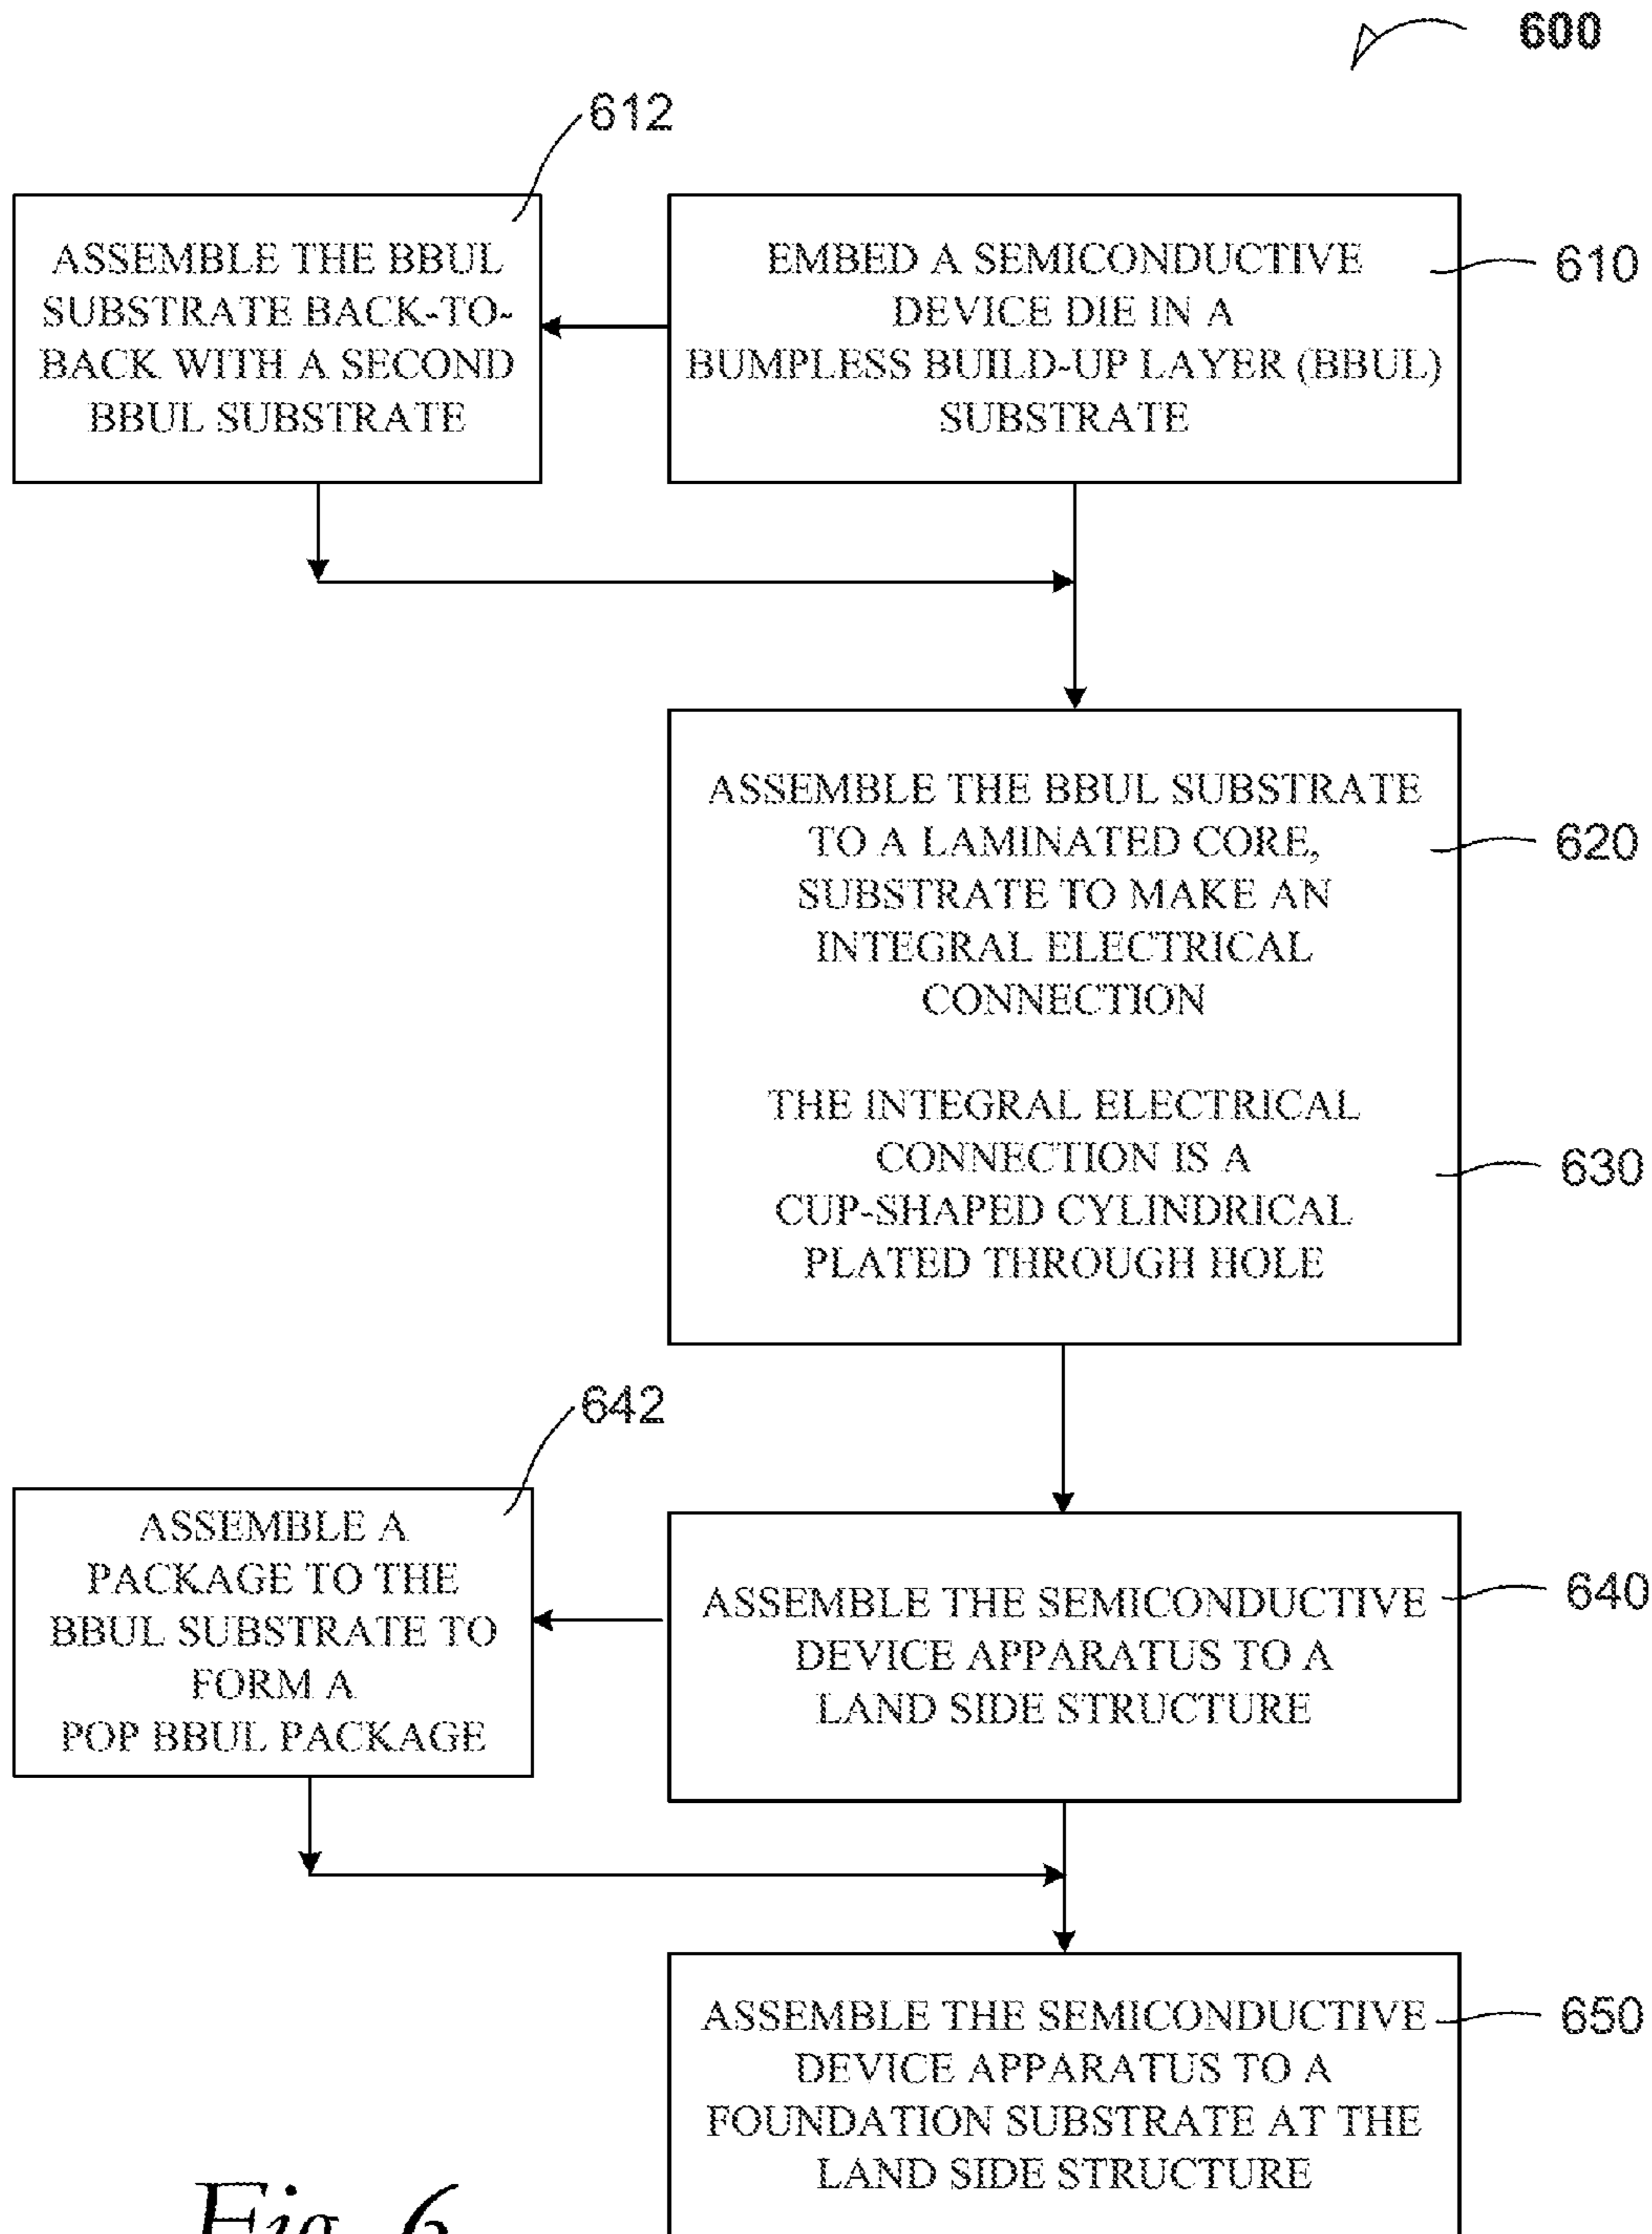 600
612
ASSEMBLE THE BBUL
SUBSTRATE BACK-TO-
BACK WITH A SECOND
BBUL SUBSTRATE
EMBED A SEMICONDUCTIVE
DEVICE DIE IN A
BUMPLESS BUILD-UP LAYER (BBUL)
SUBSTRATE
610
ASSEMBLE THE BBUL SUBSTRATE
TO A LAMINATED CORE,
SUBSTRATE TO MAKE AN
INTEGRAL ELECTRICAL
CONNECTION
620
THE INTEGRAL ELECTRICAL
CONNECTION IS A
CUP-SHAPED CYLINDRICAL
PLATED THROUGH HOLE
630
642
ASSEMBLE A
PACKAGE TO THE
BBUL SUBSTRATE TO
FORM A
POP BBUL PACKAGE
ASSEMBLE THE SEMICONDUCTIVE
DEVICE APPARATUS TO A
LAND SIDE STRUCTURE
640
ASSEMBLE THE SEMICONDUCTIVE
DEVICE APPARATUS TO A
FOUNDATION SUBSTRATE AT THE
LAND SIDE STRUCTURE
650
Fig. 6